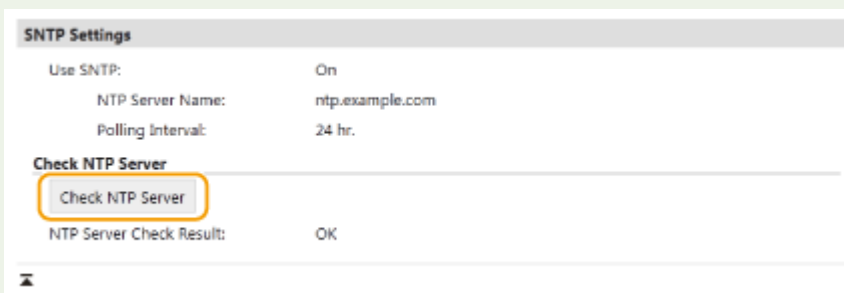 SNTP Settings
Use SNTP: On
NTP Server Name: ntp.example.com
Polling Interval: 24 hr.
Check NTP Server
Check NTP Server
NTP Server Check Result: OK